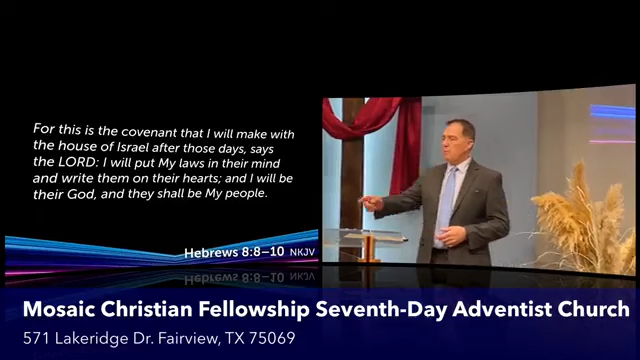 For this is the covenant that I will make with
the house of Israel after those days, says
the LORD: I will put My laws in their mind
and write them on their hearts; and I will be
their God, and they shall be My people.
Hebrews 8:8–10 NKJV
Mosaic Christian Fellowship Seventh-Day Adventist Church
571 Lakeridge Dr. Fairview, TX 75069